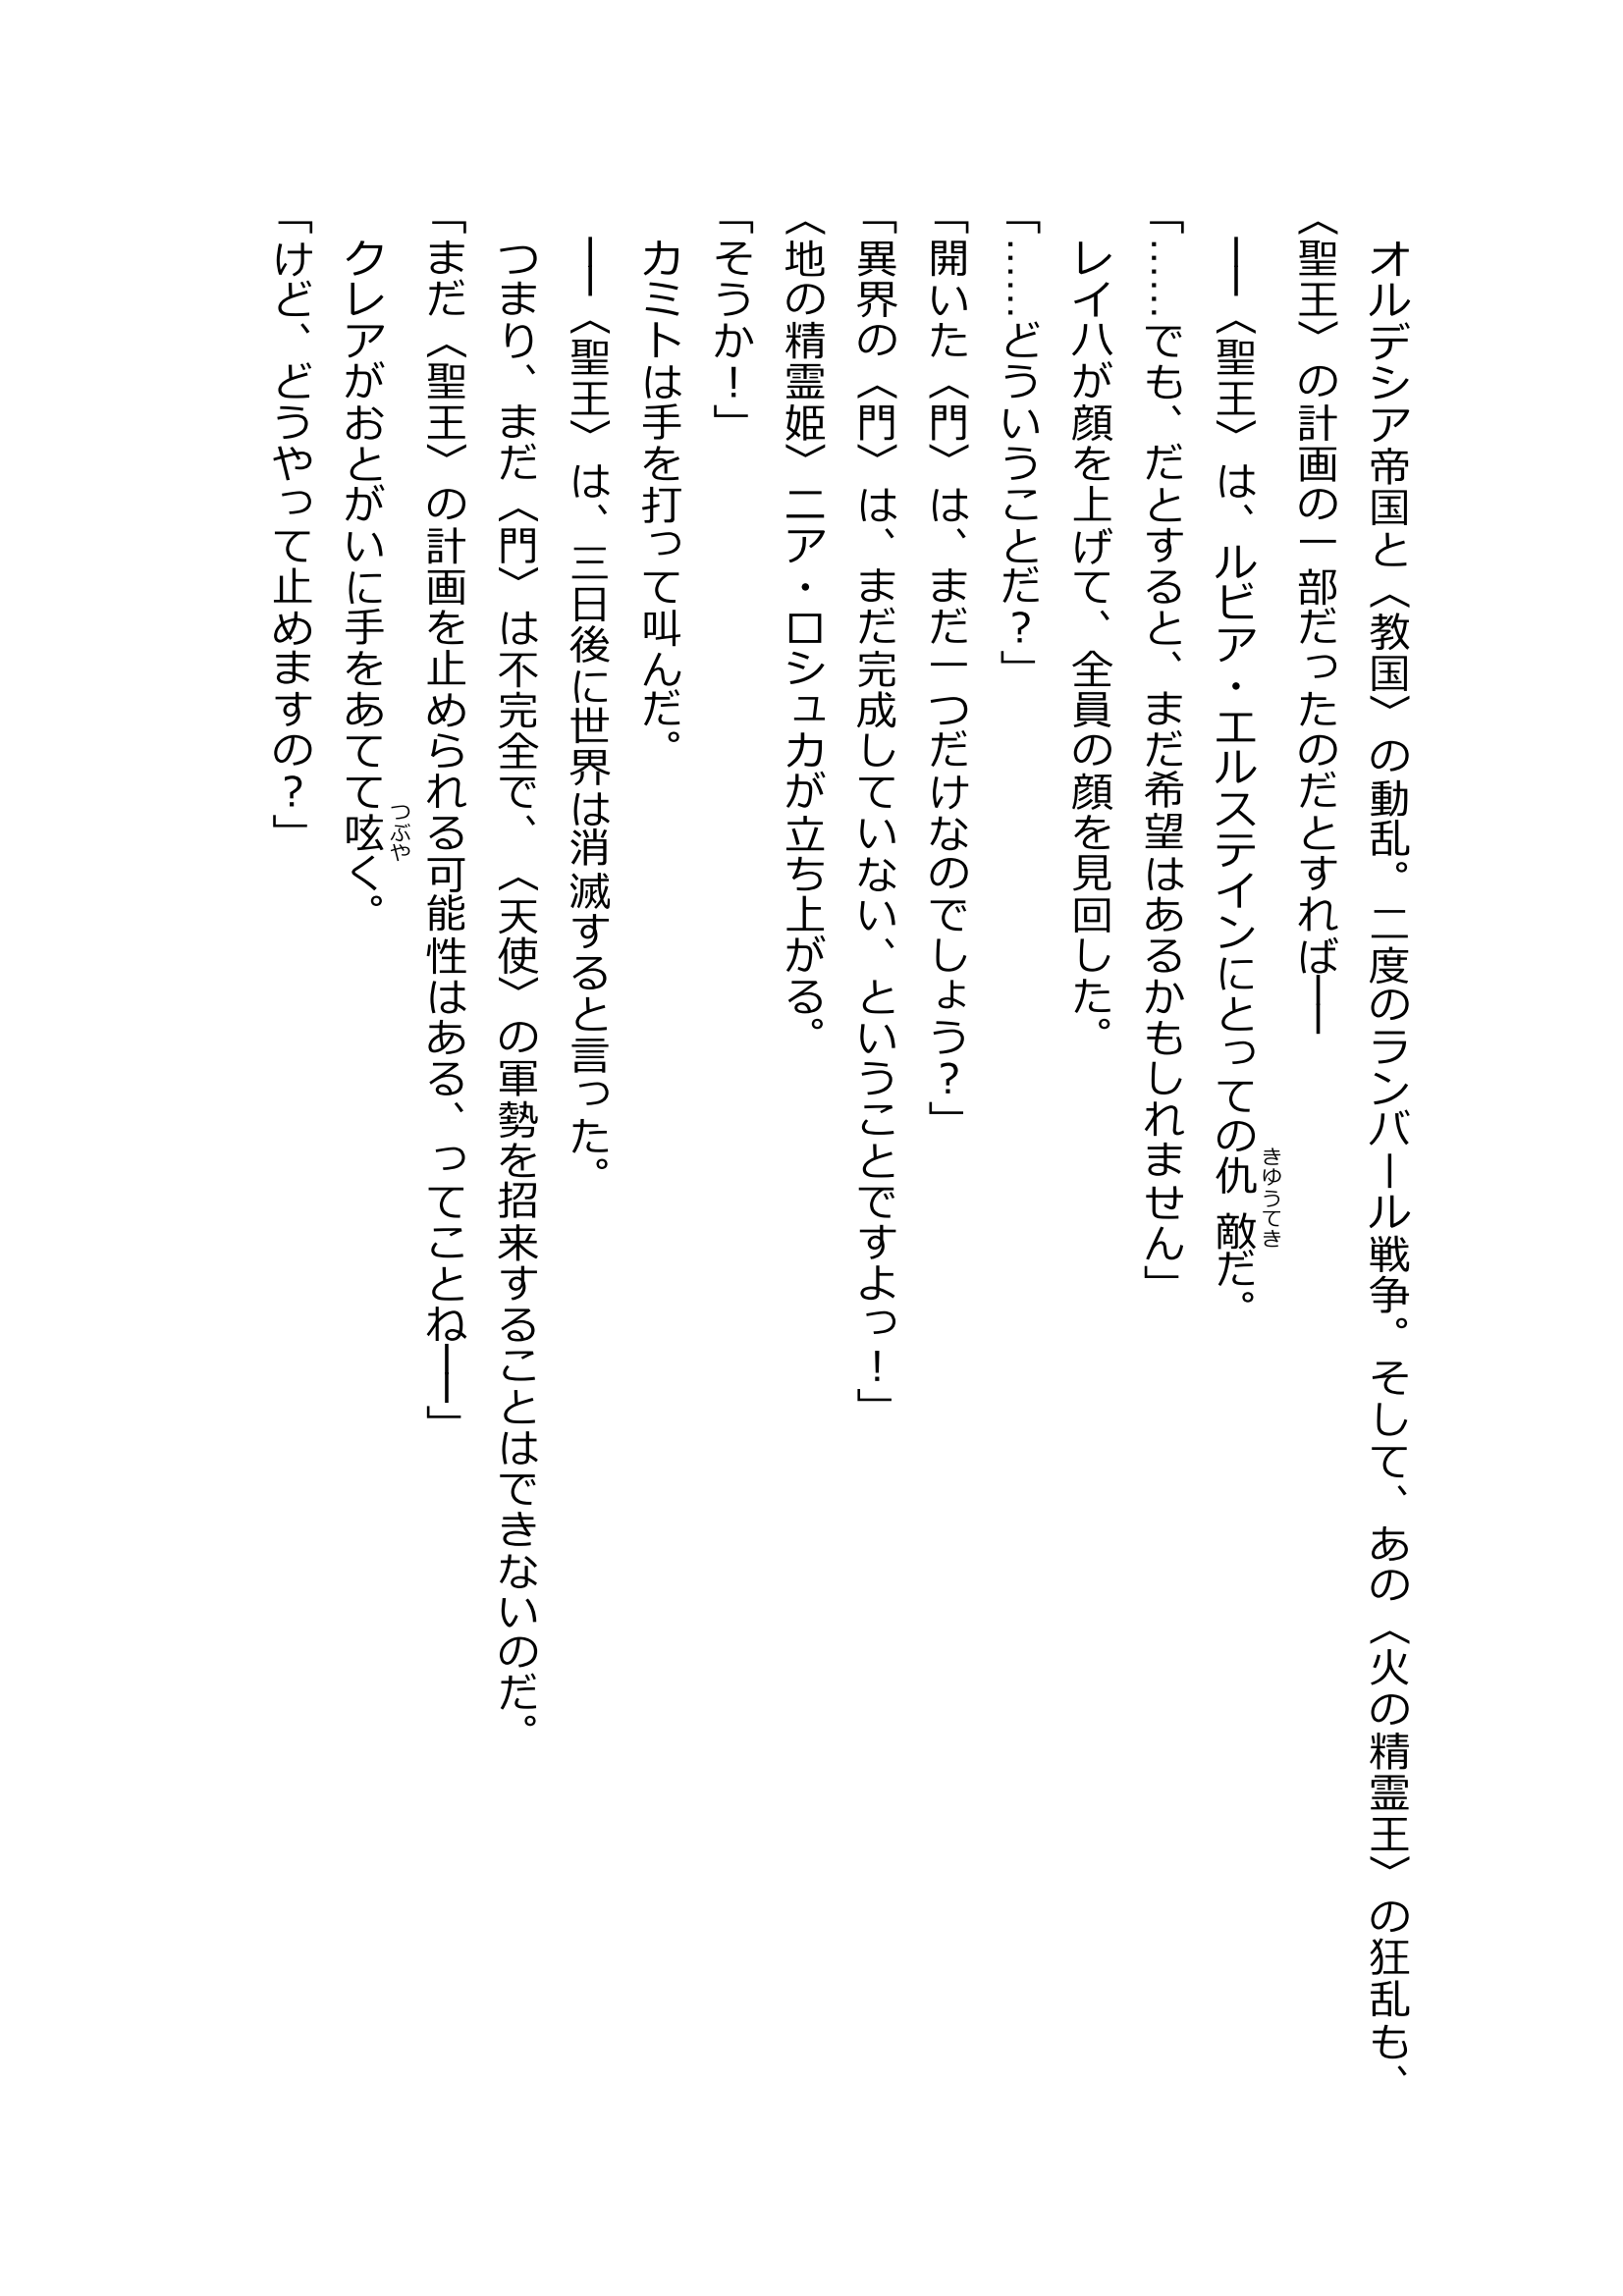 オルデシア帝国と〈教国〉の動乱。二度のランバール戦争。そして、あの〈火の精霊王〉の狂乱も、
〈聖王〉の計画の一部だったのだとすれば――
――〈聖王〉は、ルビア・エルステインにとっての仇敵だ。
きゆうてき
「……でも、だとすると、まだ希望はあるかもしれません」
レイハが顔を上げて、全員の顔を見回した。
「……どういうことだ？」
「開いた〈門〉は、まだ一つだけなのでしょう？」
「異界の〈門〉は、まだ完成していない、ということですよっ！」
〈地の精霊姫〉ニア・ロシュカが立ち上がる。
「そうか！」
カミトは手を打って叫んだ。
――〈聖王〉は、三日後に世界は消滅すると言った。
つまり、まだ〈門〉は不完全で、〈天使〉の軍勢を招来することはできないのだ。
「まだ〈聖王〉の計画を止められる可能性はある、ってことね――」
クレアがおとがいに手をあてて呟く。
つぶや
「けど、どうやって止めますの？」